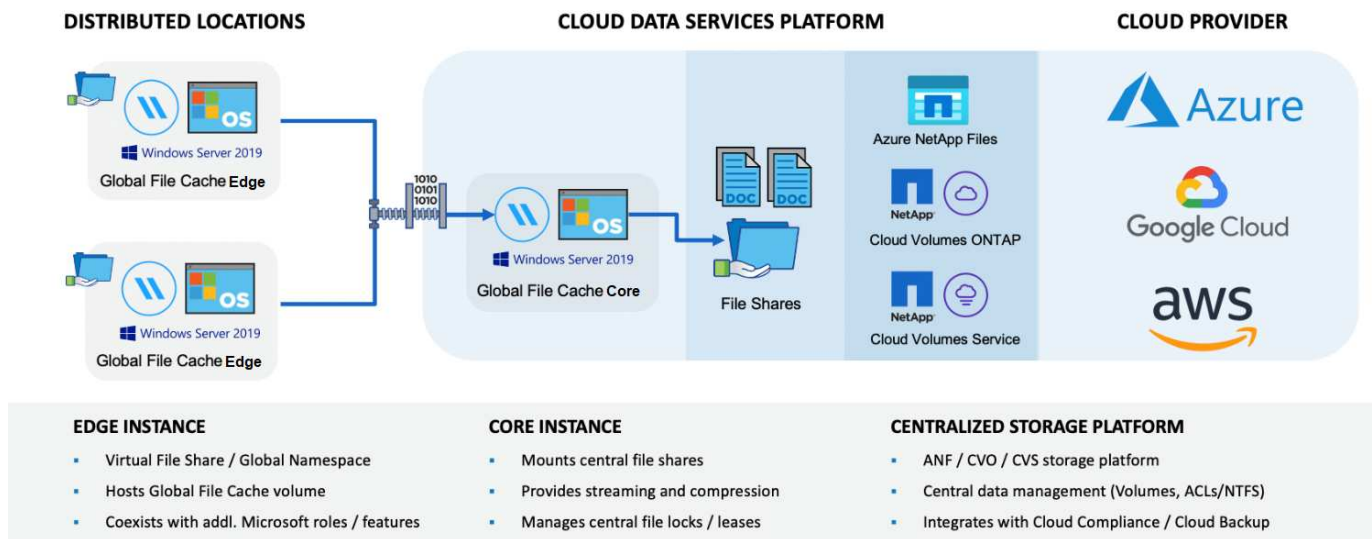 DISTRIBUTED LOCATIONS
CLOUD DATA SERVICES PLATFORM
CLOUD PROVIDER
OS
Windows Server 2019
Global File Cache Edge
OS
Windows Server 2019
Global File Cache Edge
1010
0101
1010
OS
Windows Server 2019
Global File Cache Core
DOC
DOC
File Shares
Azure NetApp Files
NetApp
Cloud Volumes ONTAP
NetApp
Cloud Volumes Service
Azure
Google Cloud
aws
EDGE INSTANCE
Virtual File Share / Global Namespace
Hosts Global File Cache volume
Coexists with addl. Microsoft roles / features
CORE INSTANCE
Mounts central file shares
Provides streaming and compression
Manages central file locks / leases
CENTRALIZED STORAGE PLATFORM
ANF / CVO / CVS storage platform
Central data management (Volumes, ACLs/NTFS)
Integrates with Cloud Compliance / Cloud Backup